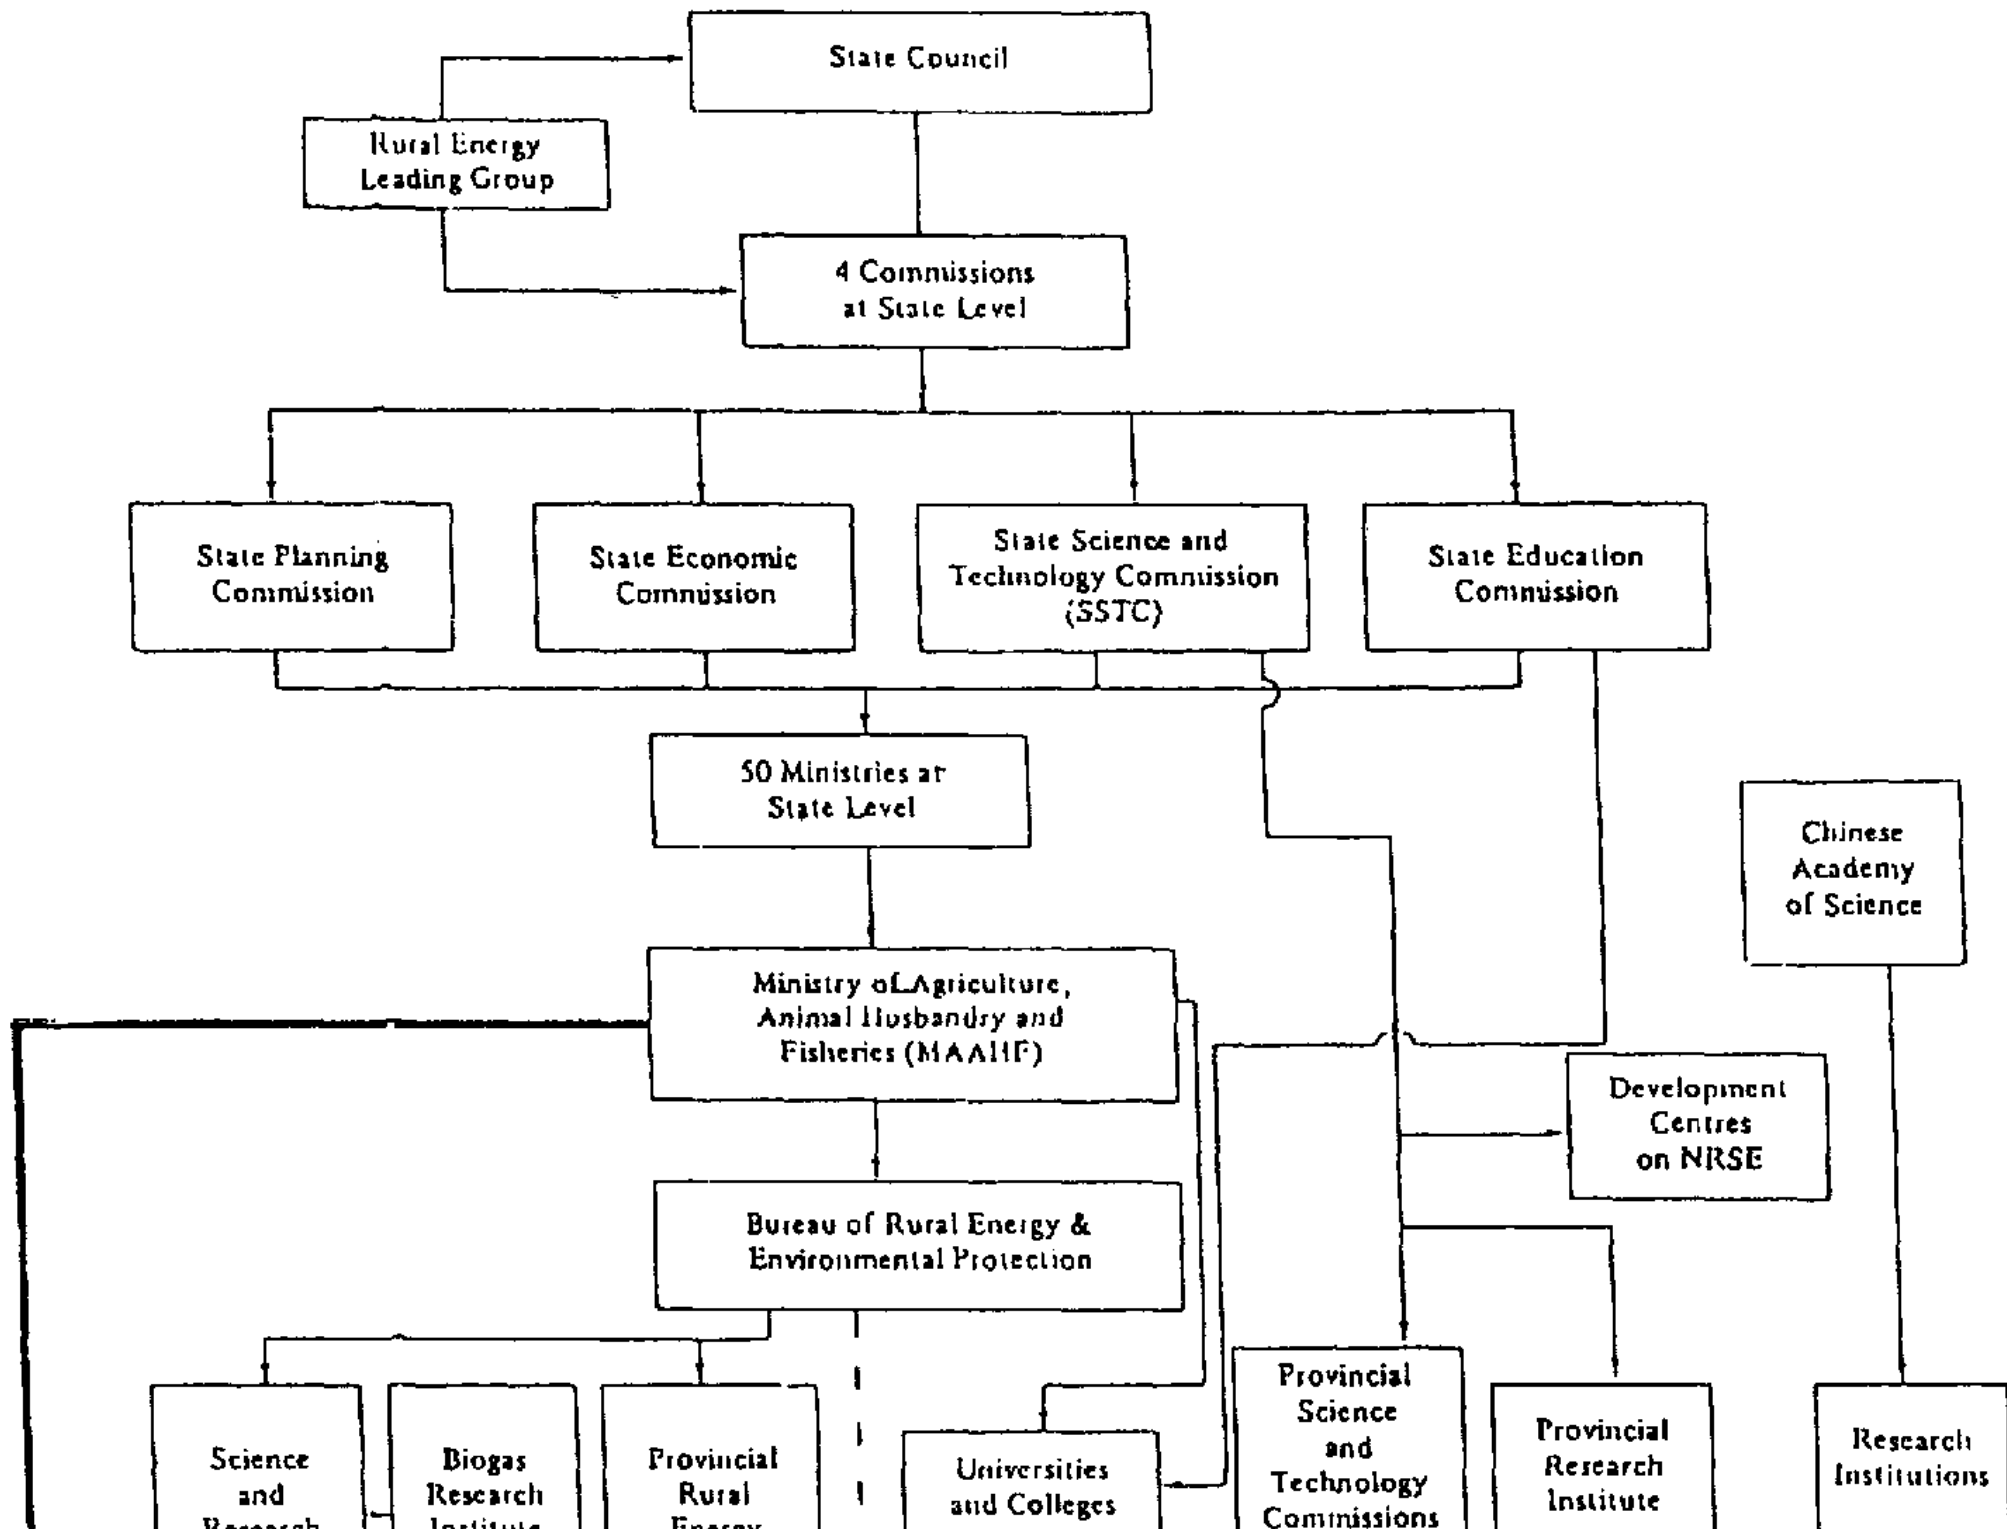 State Council
Rural Energy
Leading Group
4 Commissions
at State Level
State Planning
Commission
State Economic
Commission
State Science and
Technology Commission
(SSTC)
State Education
Commission
50 Ministries at
State Level
Chinese
Academy
of Science
Ministry of Agriculture,
Animal Husbandry and
Fisheries (MAAHF)
Development
Centres
on NRSE
Bureau of Rural Energy &
Environmental Protection
Science
and
Research
Biogas
Research
Institute
Provincial
Rural
Energy
Universities
and Colleges
Provincial
Science
and
Technology
Commissions
Provincial
Research
Institute
Research
Institutions